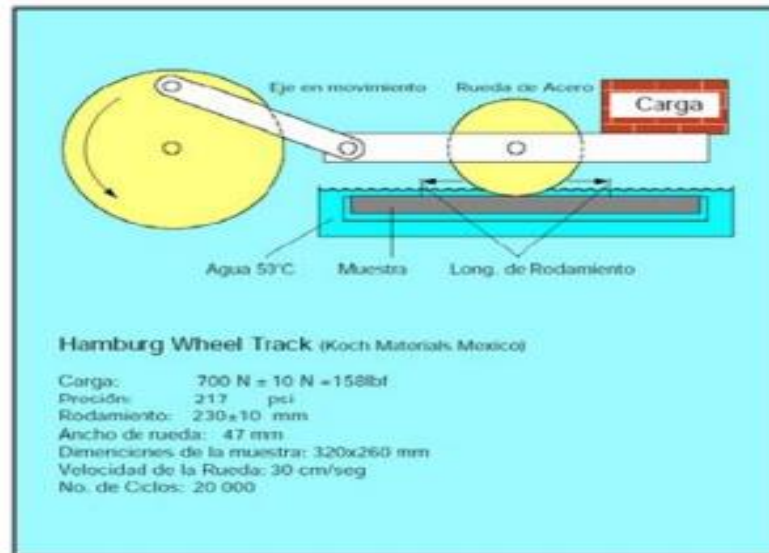 Eje en movimiento Rueda de Acero
Carga
Agua 53°C Muestra Long. de Rodamiento
Hamburg Wheel Track (Koch Materials Mexico)
Carga: 700 N ± 10 N =158lbf
Preción: 217 psi
Rodamiento: 230±10 mm
Ancho de rueda: 47 mm
Dimenciones de la muestra: 320x260 mm
Velocidad de la Rueda: 30 cm/seg
No. de Ciclos: 20 000